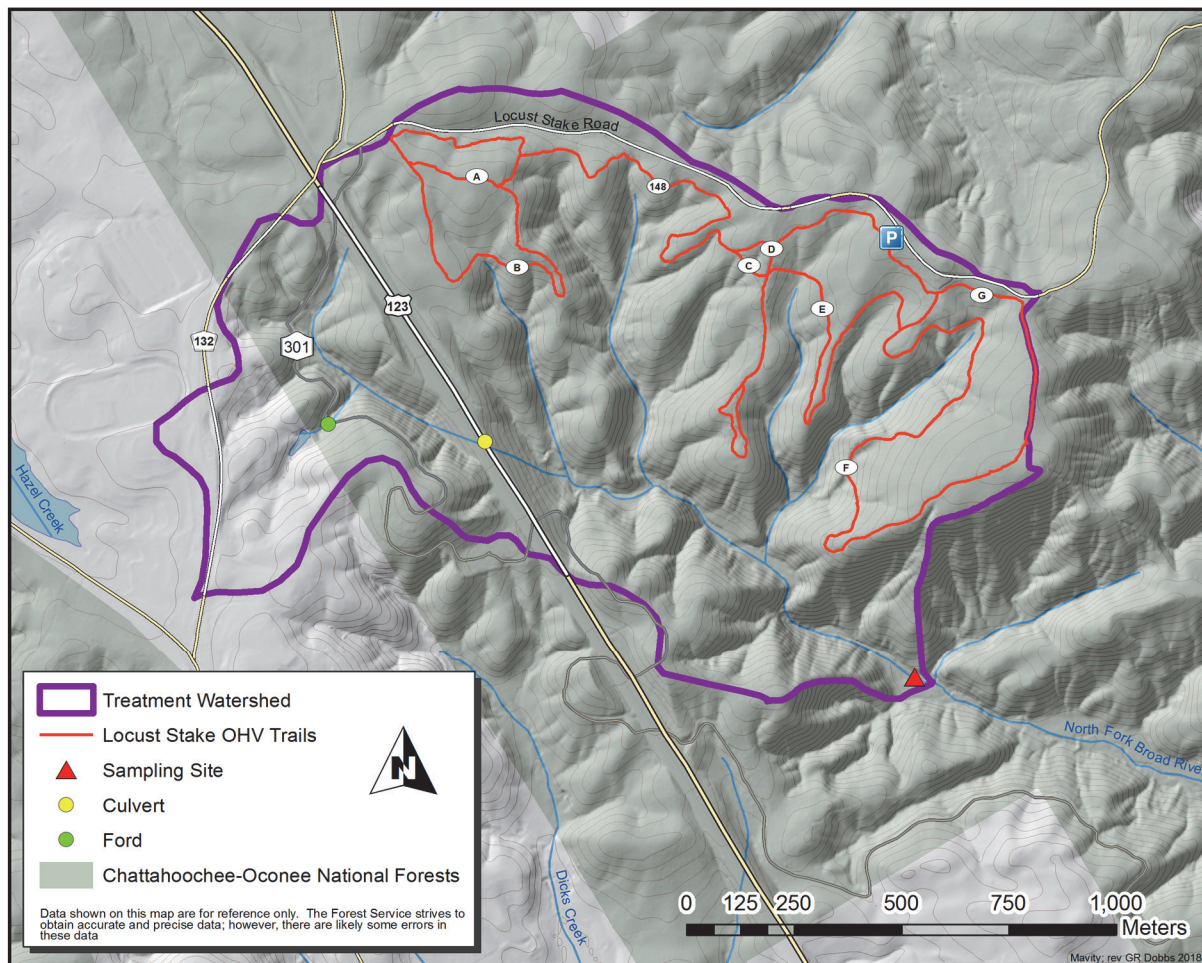 Locust Stake Road
A
148
P
B
D
C
G
E
123
132
301
F
Hazel Creek
North Fork Broad River
Dicks Creek
Treatment Watershed
Locust Stake OHV Trails
Sampling Site
Culvert
Ford
Chattahoochee-Oconee National Forests
Data shown on this map are for reference only. The Forest Service strives to
obtain accurate and precise data; however, there are likely some errors in
these data
N
0 125 250 500 750 1,000
Meters
Mavity; rev GR Dobbs 2019